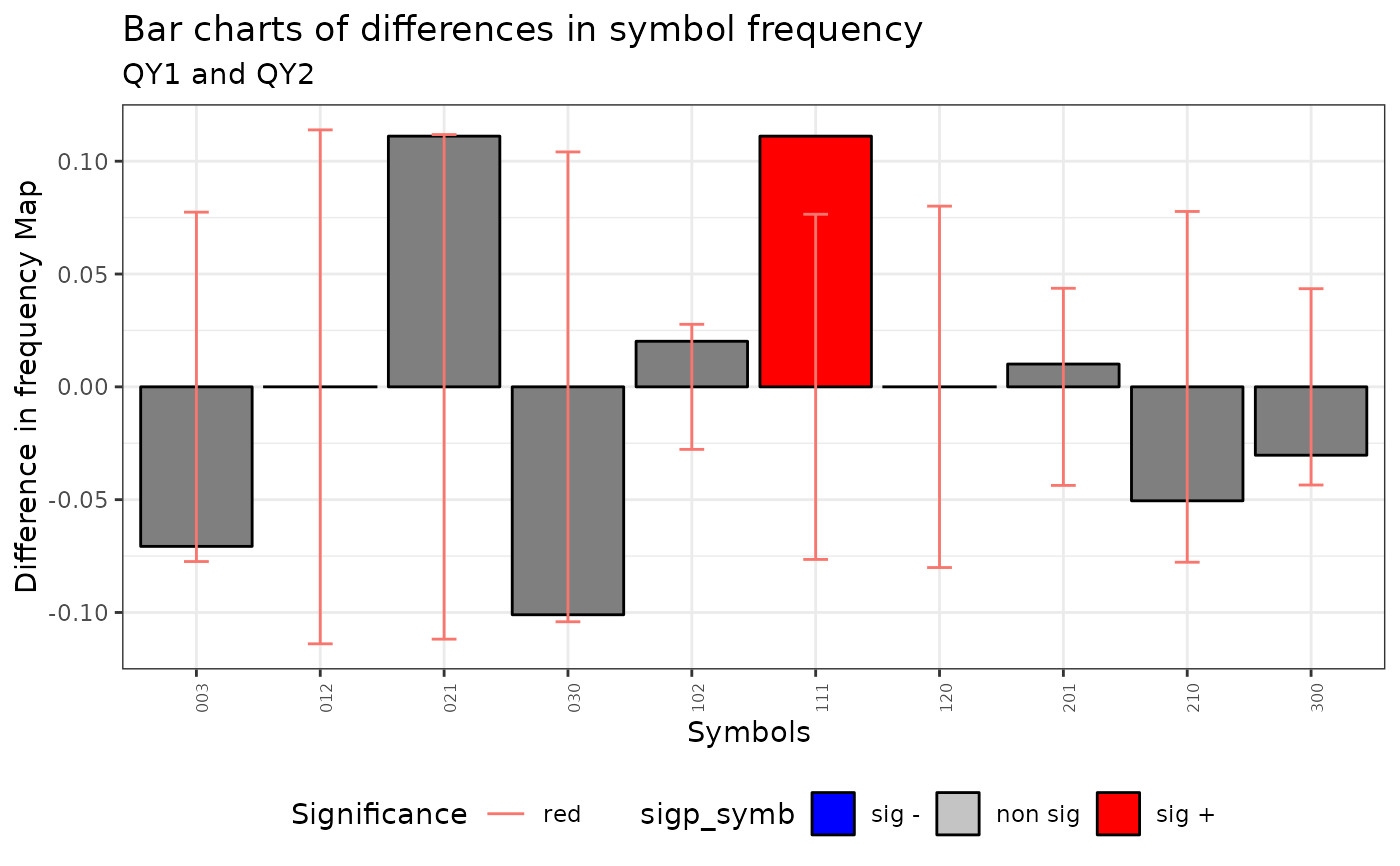 Bar charts of differences in symbol frequency
QY1 and QY2
Difference in frequency Map
0.10
0.05
0.00
-0.05
-0.10
003 012 021 030 102 111 120 201 210 300
Symbols
Significance red sigp_symb sig - non sig sig +